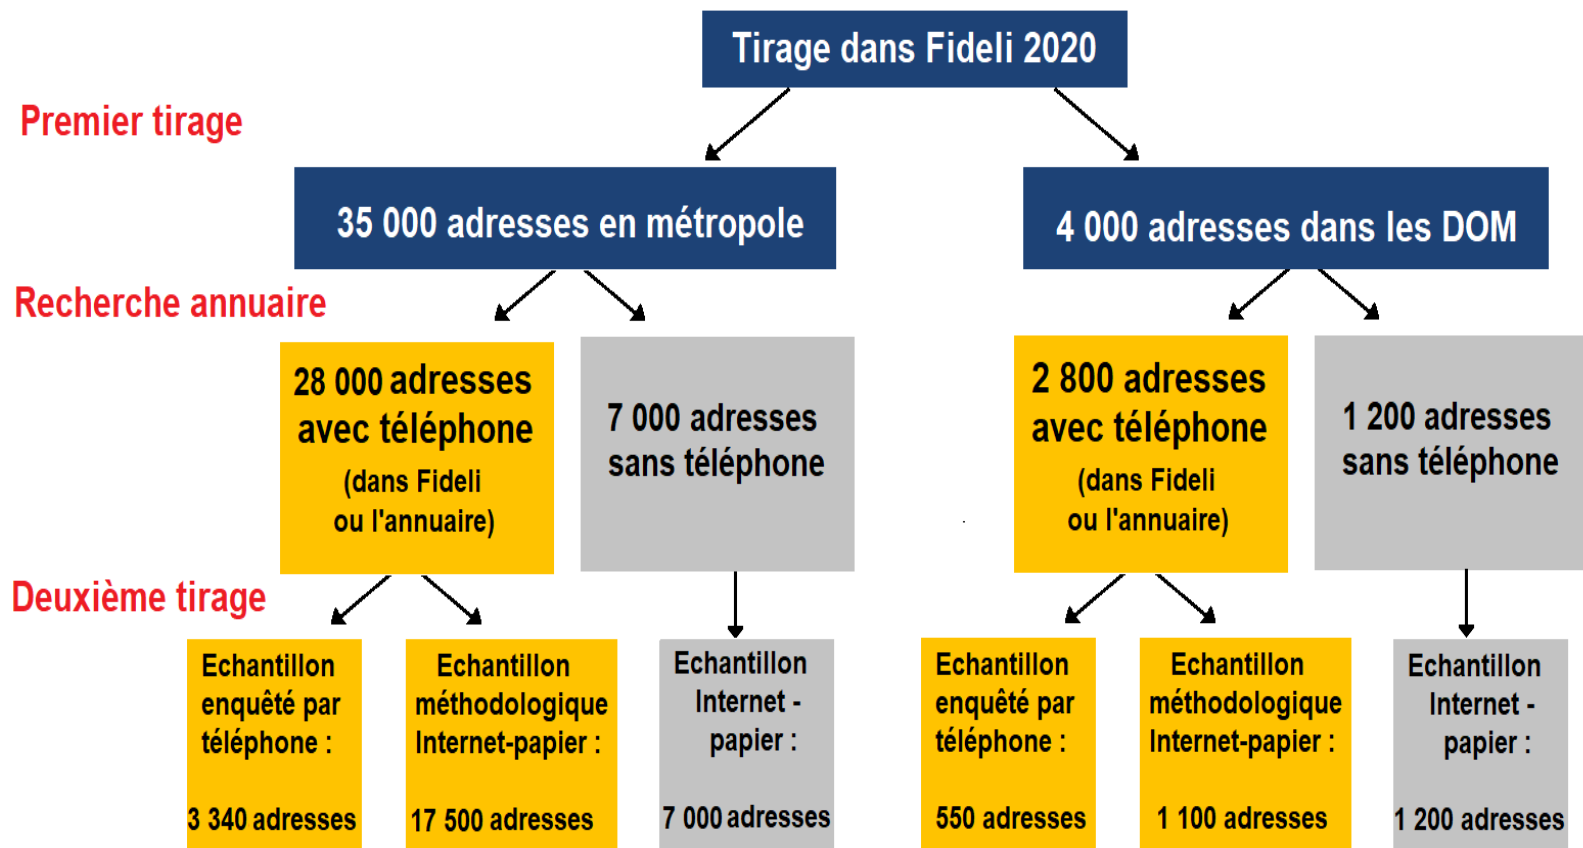 Tirage dans Fideli 2020
Premier tirage
35 000 adresses en métropole
4 000 adresses dans les DOM
Recherche annuaire
28 000 adresses
avec téléphone
(dans Fideli
ou l'annuaire)
7 000 adresses
sans téléphone
2 800 adresses
avec téléphone
(dans Fideli
ou l'annuaire)
1 200 adresses
sans téléphone
Deuxième tirage
Echantillon
enquêté par
téléphone :
3 340 adresses
Echantillon
méthodologique
Internet-papier :
17 500 adresses
Echantillon
Internet -
papier :
7 000 adresses
Echantillon
enquêté par
téléphone :
550 adresses
Echantillon
méthodologique
Internet-papier :
1 100 adresses
Echantillon
Internet -
papier :
1 200 adresses